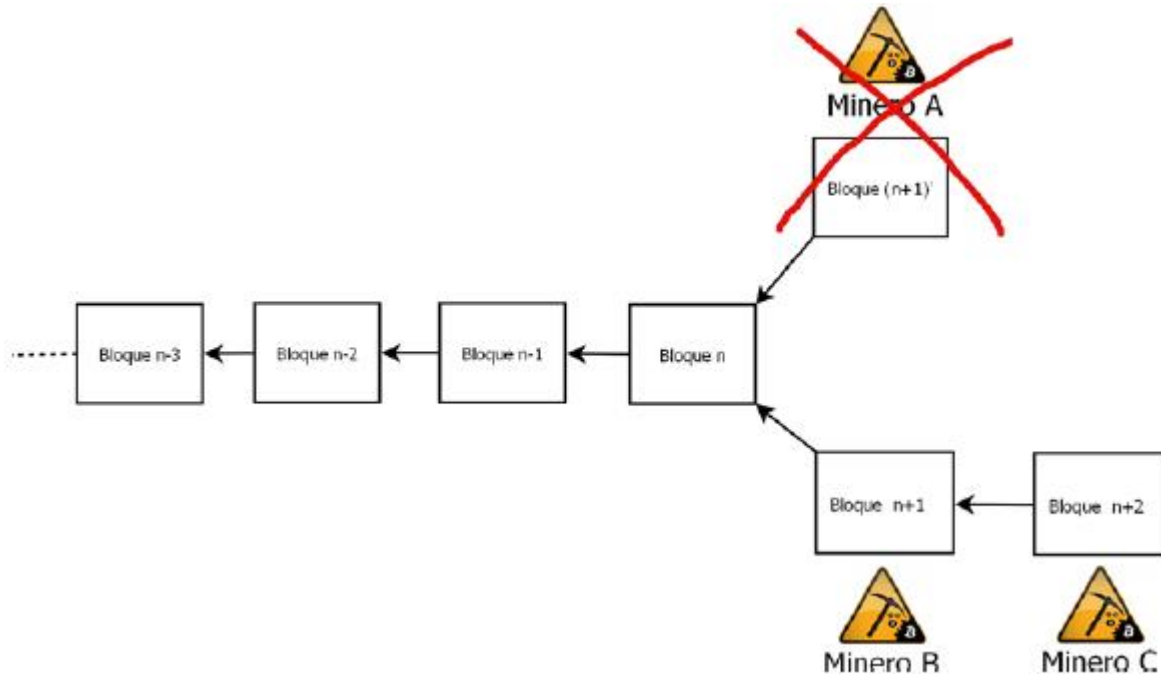 Minero A
Bloque (n+1)'
Bloque n-3
Bloque n-2
Bloque n-1
Bloque n
Bloque n+1
Bloque n+2
Minero B
Minero C